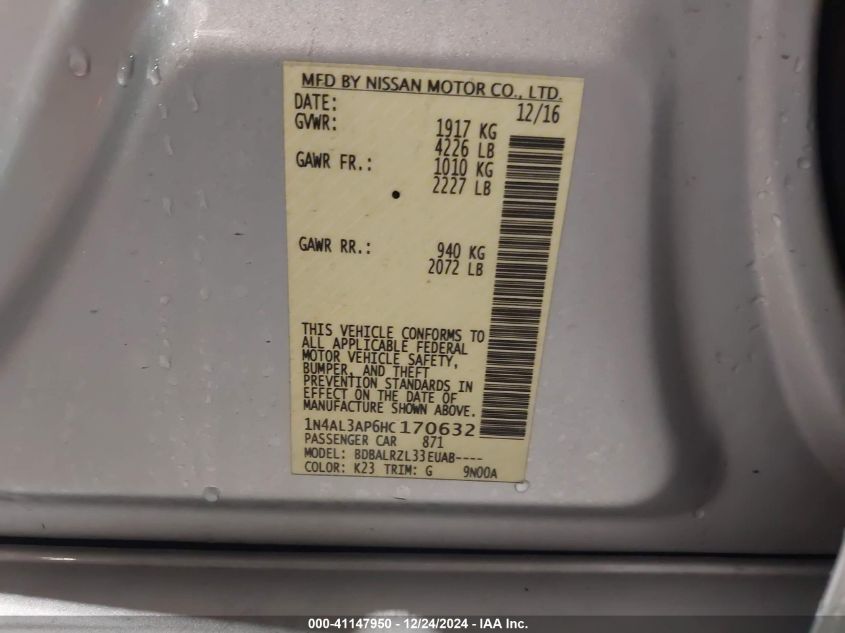 MFD BY NISSAN MOTOR CO., LTD.
DATE: 12/16
GVWR: 1917 KG
4226 LB
GAWR FR.: 1010 KG
2227 LB
GAWR RR.: 940 KG
2072 LB
THIS VEHICLE CONFORMS TO
ALL APPLICABLE FEDERAL
MOTOR VEHICLE SAFETY,
BUMPER, AND THEFT
PREVENTION STANDARDS IN
EFFECT ON THE DATE OF
MANUFACTURE SHOWN ABOVE.
1N4AL3AP6HC170632
PASSENGER CAR 871
MODEL: BDBALRZL33EUAB----
COLOR: K23 TRIM: G 9N00A
000-41147950 - 12/24/2024 - IAA Inc.